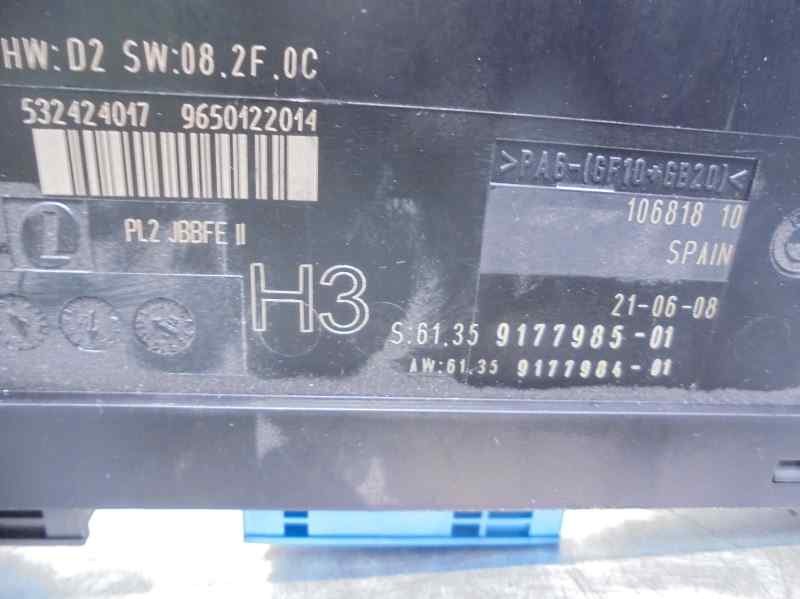 HW:D2 SW:08.2F.0C
532424017 9650122014
PL2 JBBFE II
H3
>PA6-(GF10+GB20)<
106818 10
SPAIN
21-06-08
S:61.35 9177985-01
AW:61.35 9177984-01